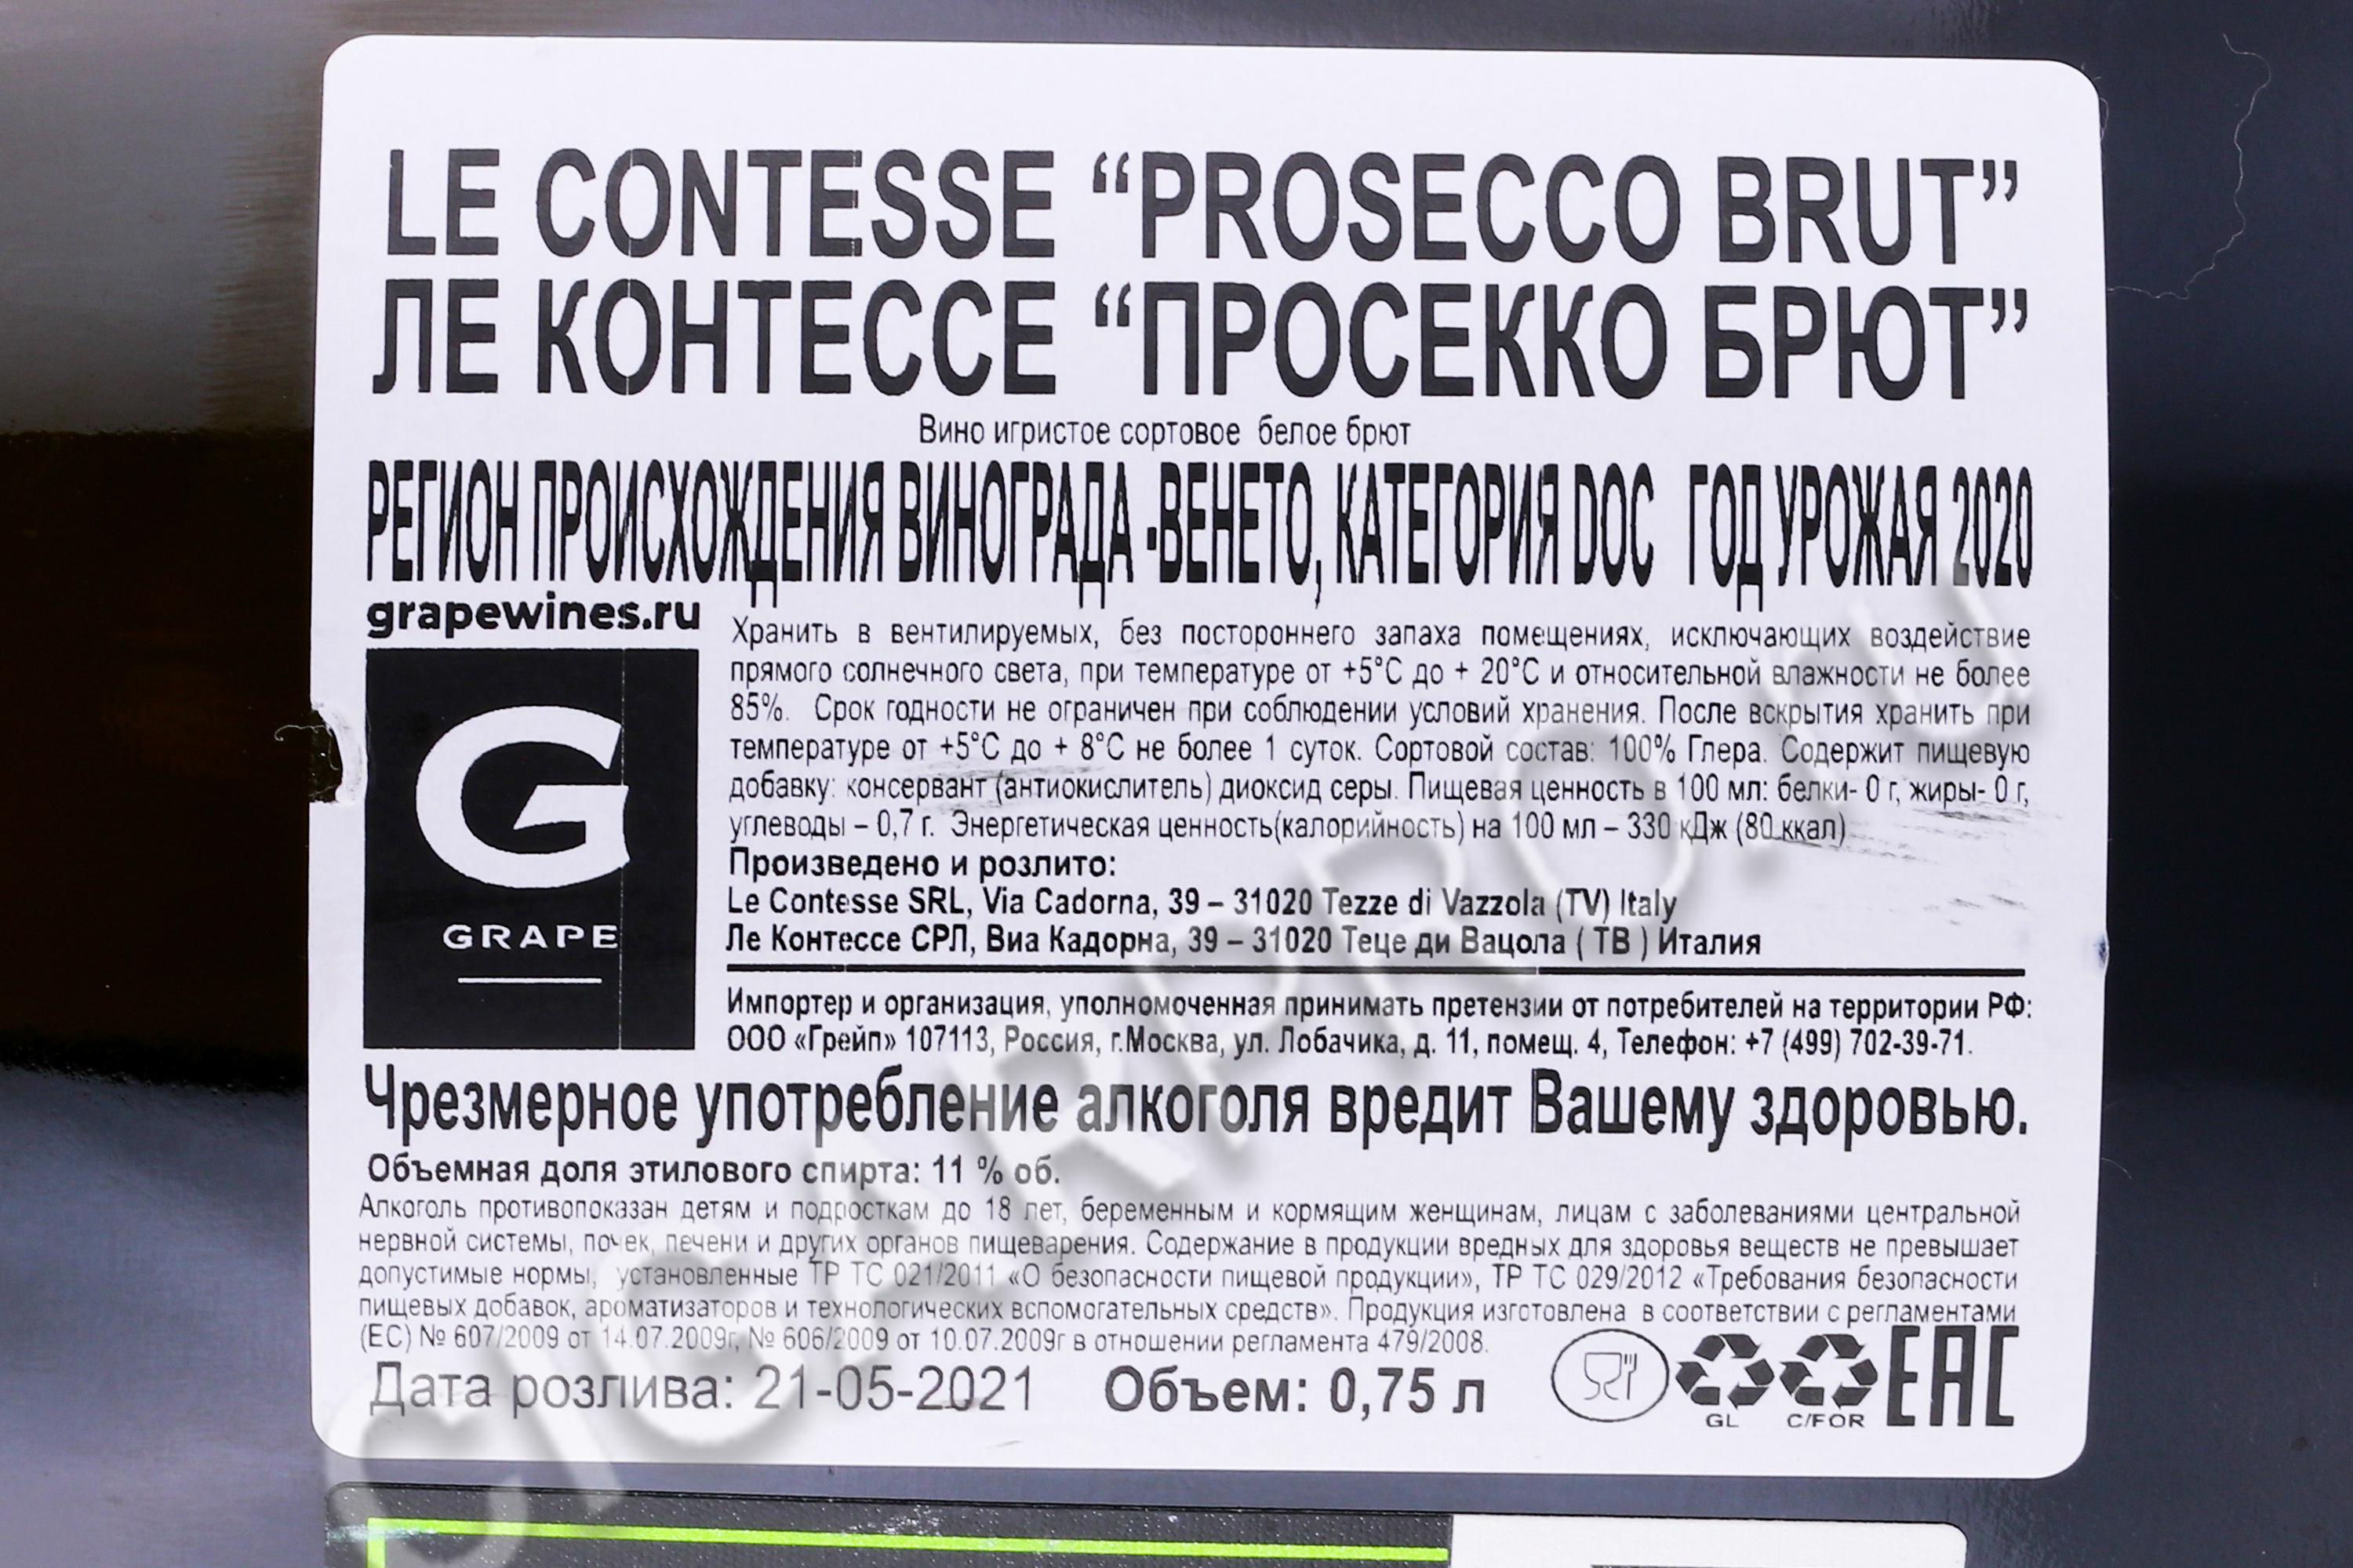 LE CONTESSE “PROSECCO BRUT”
ЛЕ КОНТЕССЕ “ПРОСЕККО БРЮТ”
Вино игристое сортовое белое брют
РЕГИОН ПРОИСХОЖДЕНИЯ ВИНОГРАДА -ВЕНЕТО, КАТЕГОРИЯ DOC ГОД УРОЖАЯ 2020
grapewines.ru
G
GRAPE
Хранить в вентилируемых, без постороннего запаха помещениях, исключающих воздействие
прямого солнечного света, при температуре от +5°С до + 20°С и относительной влажности не более
85%. Срок годности не ограничен при соблюдении условий хранения. После вскрытия хранить при
температуре от +5°С до + 8°С не более 1 суток. Сортовой состав: 100% Глера. Содержит пищевую
добавку: консервант (антиокислитель) диоксид серы. Пищевая ценность в 100 мл: белки- 0 г, жиры- 0 г,
углеводы – 0,7 г. Энергетическая ценность(калорийность) на 100 мл – 330 кДж (80 ккал)
Произведено и розлито:
Le Contesse SRL, Via Cadorna, 39 – 31020 Tezze di Vazzola (TV) Italy
Ле Контессе СРЛ, Виа Кадорна, 39 – 31020 Теце ди Вацола ( ТВ ) Италия
Импортер и организация, уполномоченная принимать претензии от потребителей на территории РФ:
ООО «Грейп» 107113, Россия, г.Москва, ул. Лобачика, д. 11, помещ. 4, Телефон: +7 (499) 702-39-71.
Чрезмерное употребление алкоголя вредит Вашему здоровью.
Объемная доля этилового спирта: 11 % об.
Алкоголь противопоказан детям и подросткам до 18 лет, беременным и кормящим женщинам, лицам с заболеваниями центральной
нервной системы, почек, печени и других органов пищеварения. Содержание в продукции вредных для здоровья веществ не превышает
допустимые нормы, установленные ТР ТС 021/2011 «О безопасности пищевой продукции», ТР ТС 029/2012 «Требования безопасности
пищевых добавок, ароматизаторов и технологических вспомогательных средств». Продукция изготовлена в соответствии с регламентами
(ЕС) № 607/2009 от 14.07.2009г, № 606/2009 от 10.07.2009г в отношении регламента 479/2008.
Дата розлива: 21-05-2021 Объем: 0,75 л
GL C/FOR EAC
CIGARPRO.ru